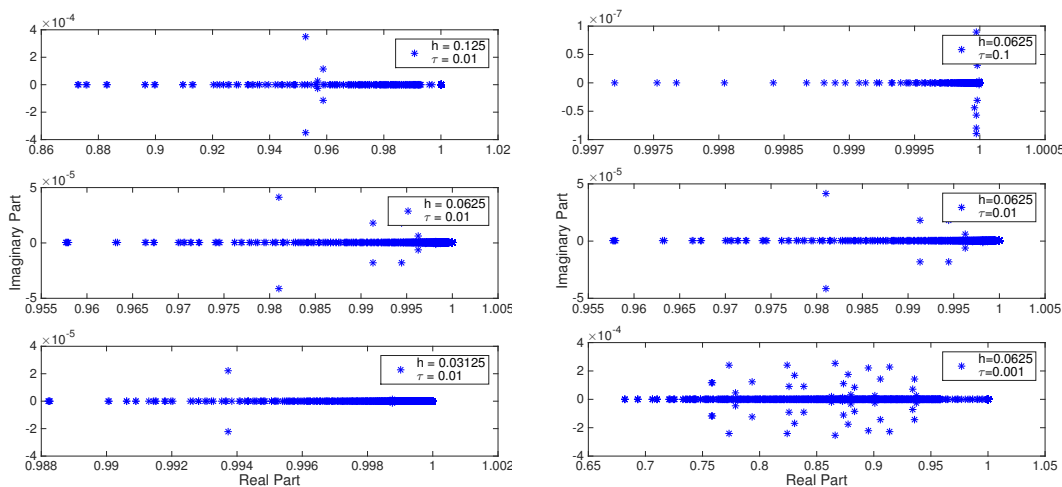 ×10⁻⁴
4
2
0
-2
-4
0.86 0.88 0.9 0.92 0.94 0.96 0.98 1 1.02
h = 0.125
τ = 0.01
×10⁻⁵
5
0
-5
0.955 0.96 0.965 0.97 0.975 0.98 0.985 0.99 0.995 1 1.005
h = 0.0625
τ = 0.01
Imaginary Part
×10⁻⁵
4
2
0
-2
-4
0.988 0.99 0.992 0.994 0.996 0.998 1 1.002
h = 0.03125
τ = 0.01
Real Part
×10⁻⁷
1
0.5
0
-0.5
-1
0.997 0.9975 0.998 0.9985 0.999 0.9995 1 1.0005
h=0.0625
τ=0.1
×10⁻⁵
5
0
-5
0.955 0.96 0.965 0.97 0.975 0.98 0.985 0.99 0.995 1 1.005
h=0.0625
τ=0.01
Imaginary Part
×10⁻⁴
4
2
0
-2
-4
0.65 0.7 0.75 0.8 0.85 0.9 0.95 1 1.05
h=0.0625
τ=0.001
Real Part